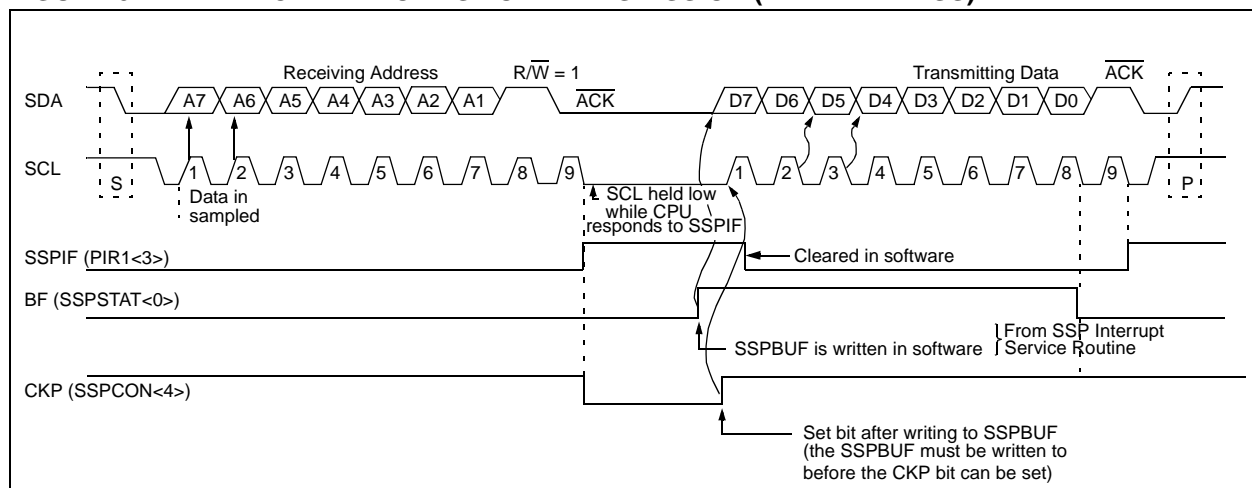 Receiving Address
R/W = 1
Transmitting Data
ACK
SDA
A7 A6 A5 A4 A3 A2 A1
ACK
D7 D6 D5 D4 D3 D2 D1 D0
SCL
S
1 2 3 4 5 6 7 8 9
1 2 3 4 5 6 7 8 9
P
Data in
sampled
SCL held low
while CPU
responds to SSPIF
SSPIF (PIR1<3>)
Cleared in software
BF (SSPSTAT<0>)
SSPBUF is written in software
From SSP Interrupt
Service Routine
CKP (SSPCON<4>)
Set bit after writing to SSPBUF
(the SSPBUF must be written to
before the CKP bit can be set)